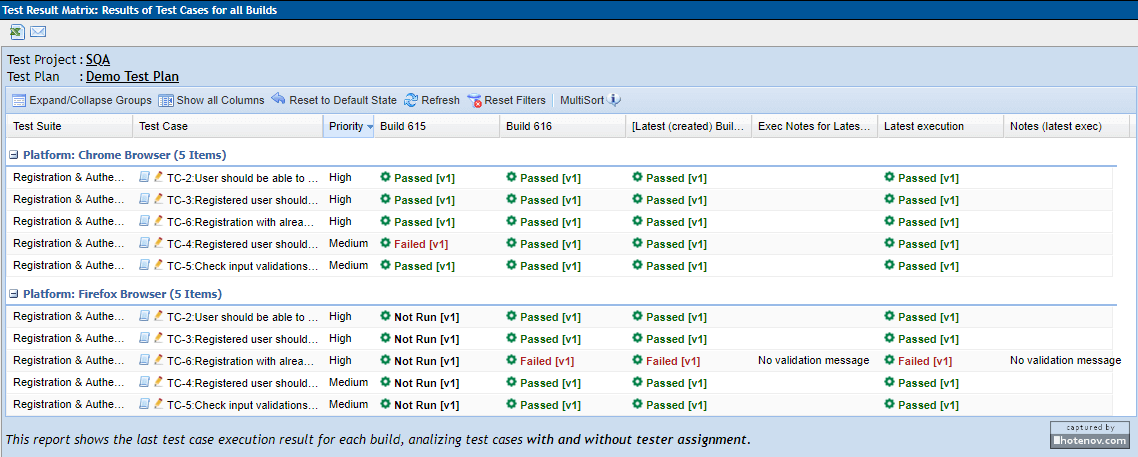 Test Result Matrix: Results of Test Cases for all Builds
Test Project : SQA
Test Plan : Demo Test Plan
Expand/Collapse Groups Show all Columns Reset to Default State Refresh Reset Filters MultiSort
Test Suite Test Case Priority Build 615 Build 616 [Latest (created) Buil... Exec Notes for Lates... Latest execution Notes (latest exec)
Platform: Chrome Browser (5 Items)
Registration & Authe... TC-2:User should be able to ... High Passed [v1] Passed [v1] Passed [v1] Passed [v1]
Registration & Authe... TC-3:Registered user should... High Passed [v1] Passed [v1] Passed [v1] Passed [v1]
Registration & Authe... TC-6:Registration with alrea... High Passed [v1] Passed [v1] Passed [v1] Passed [v1]
Registration & Authe... TC-4:Registered user should... Medium Failed [v1] Passed [v1] Passed [v1] Passed [v1]
Registration & Authe... TC-5:Check input validations... Medium Passed [v1] Passed [v1] Passed [v1] Passed [v1]
Platform: Firefox Browser (5 Items)
Registration & Authe... TC-2:User should be able to ... High Not Run [v1] Passed [v1] Passed [v1] Passed [v1]
Registration & Authe... TC-3:Registered user should... High Not Run [v1] Passed [v1] Passed [v1] Passed [v1]
Registration & Authe... TC-6:Registration with alrea... High Not Run [v1] Failed [v1] Failed [v1] No validation message Failed [v1] No validation message
Registration & Authe... TC-4:Registered user should... Medium Not Run [v1] Passed [v1] Passed [v1] Passed [v1]
Registration & Authe... TC-5:Check input validations... Medium Not Run [v1] Passed [v1] Passed [v1] Passed [v1]
This report shows the last test case execution result for each build, analizing test cases with and without tester assignment.
captured by
hotenov.com